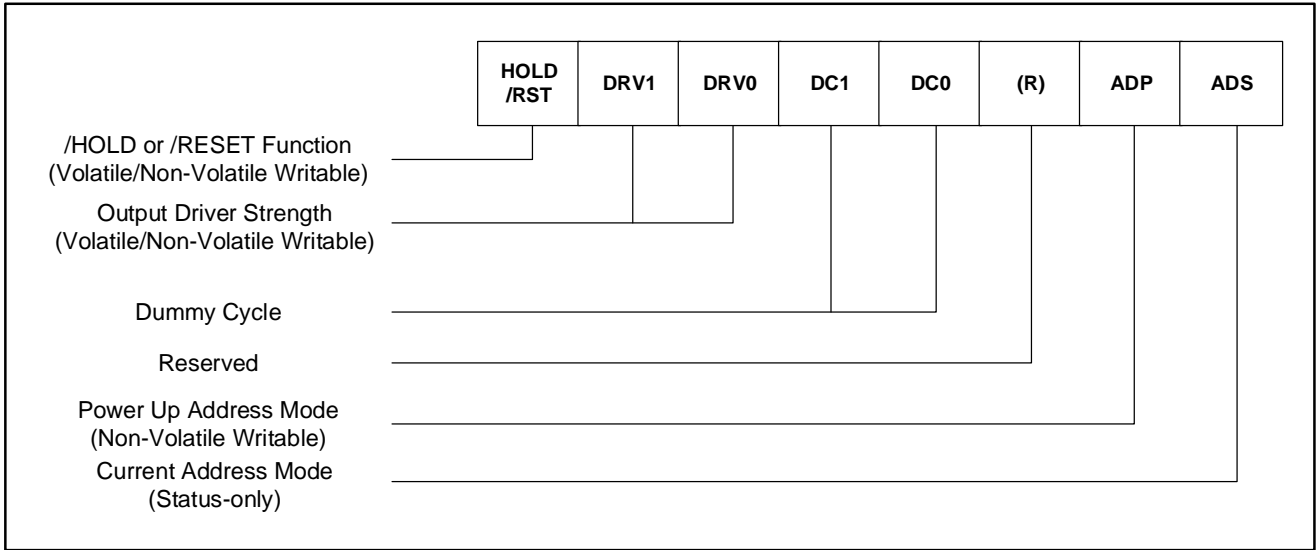 HOLD
/RST
DRV1
DRV0
DC1
DC0
(R)
ADP
ADS
/HOLD or /RESET Function
(Volatile/Non-Volatile Writable)
Output Driver Strength
(Volatile/Non-Volatile Writable)
Dummy Cycle
Reserved
Power Up Address Mode
(Non-Volatile Writable)
Current Address Mode
(Status-only)